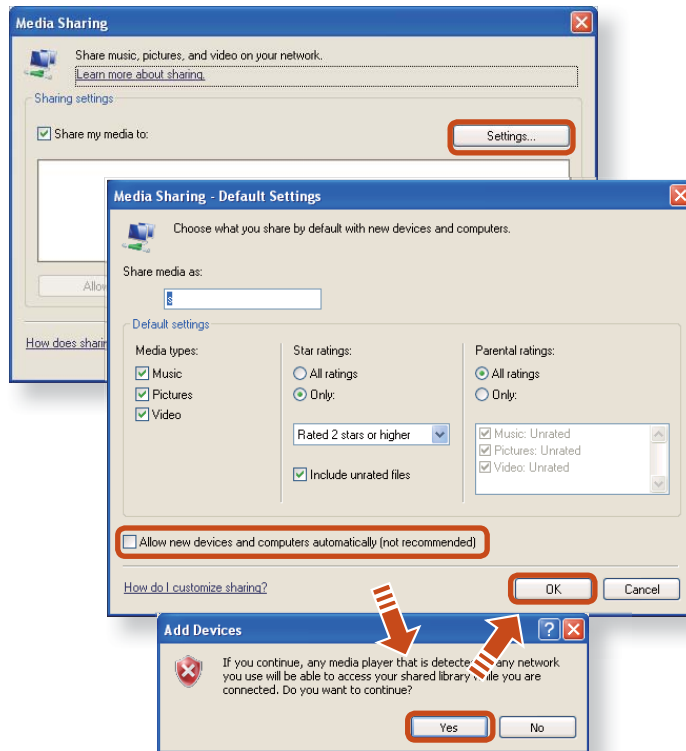 Media Sharing
Share music, pictures, and video on your network.
Learn more about sharing.
Sharing settings
Share my media to:
Settings...
Allow
How does sharin
Media Sharing - Default Settings
Choose what you share by default with new devices and computers.
Share media as:
s
Default settings
Media types:
Music
Pictures
Video
Star ratings:
All ratings
Only:
Rated 2 stars or higher
Include unrated files
Parental ratings:
All ratings
Only:
Music: Unrated
Pictures: Unrated
Video: Unrated
Allow new devices and computers automatically (not recommended)
How do I customize sharing?
OK
Cancel
Add Devices
If you continue, any media player that is detected any network
you use will be able to access your shared library while you are
connected. Do you want to continue?
Yes
No